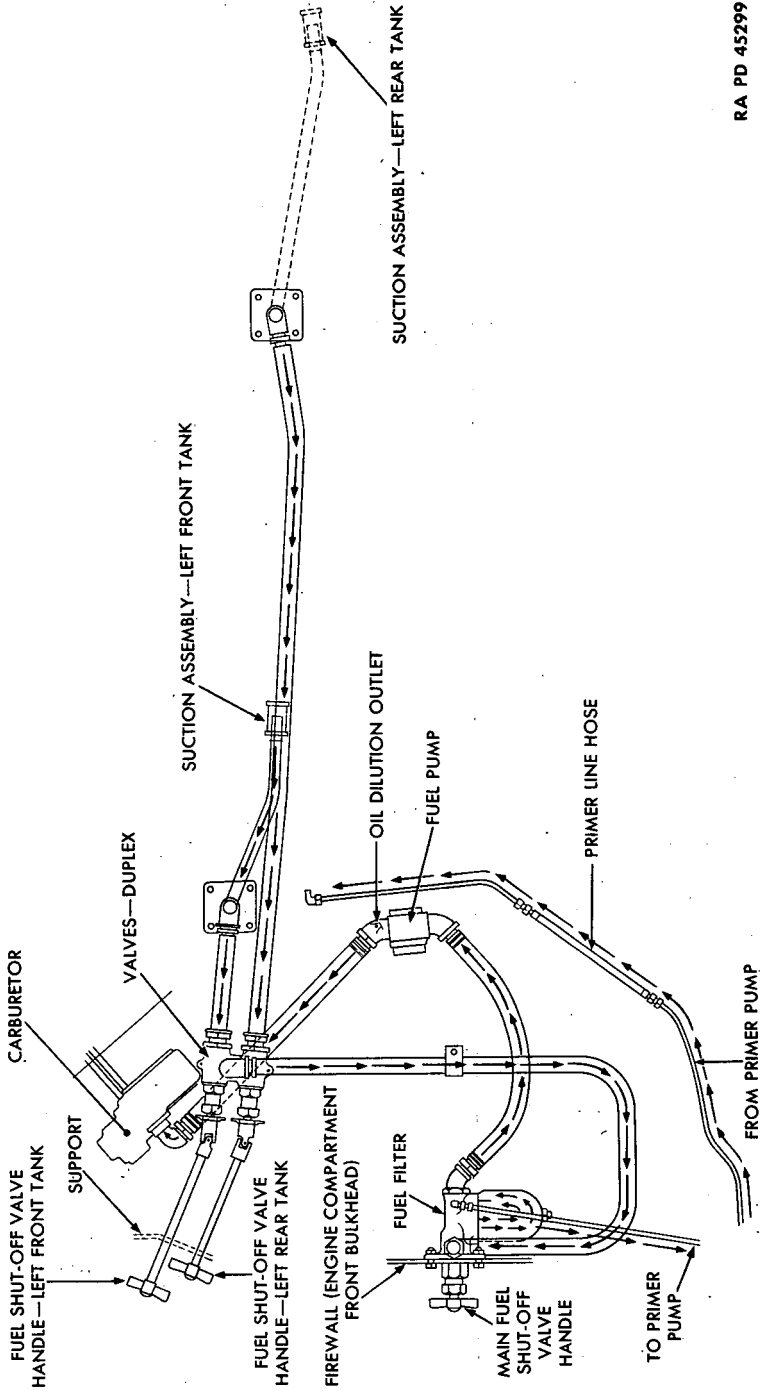 FUEL SHUT-OFF VALVE
HANDLE—LEFT FRONT TANK
SUPPORT
CARBURETOR
VALVES—DUPLEX
SUCTION ASSEMBLY—LEFT FRONT TANK
SUCTION ASSEMBLY—LEFT REAR TANK
FUEL SHUT-OFF VALVE
HANDLE—LEFT REAR TANK
FIREWALL (ENGINE COMPARTMENT
FRONT BULKHEAD)
FUEL FILTER
OIL DILUTION OUTLET
FUEL PUMP
MAIN FUEL
SHUT-OFF
VALVE
HANDLE
TO PRIMER
PUMP
PRIMER LINE HOSE
FROM PRIMER PUMP
RA PD 45299